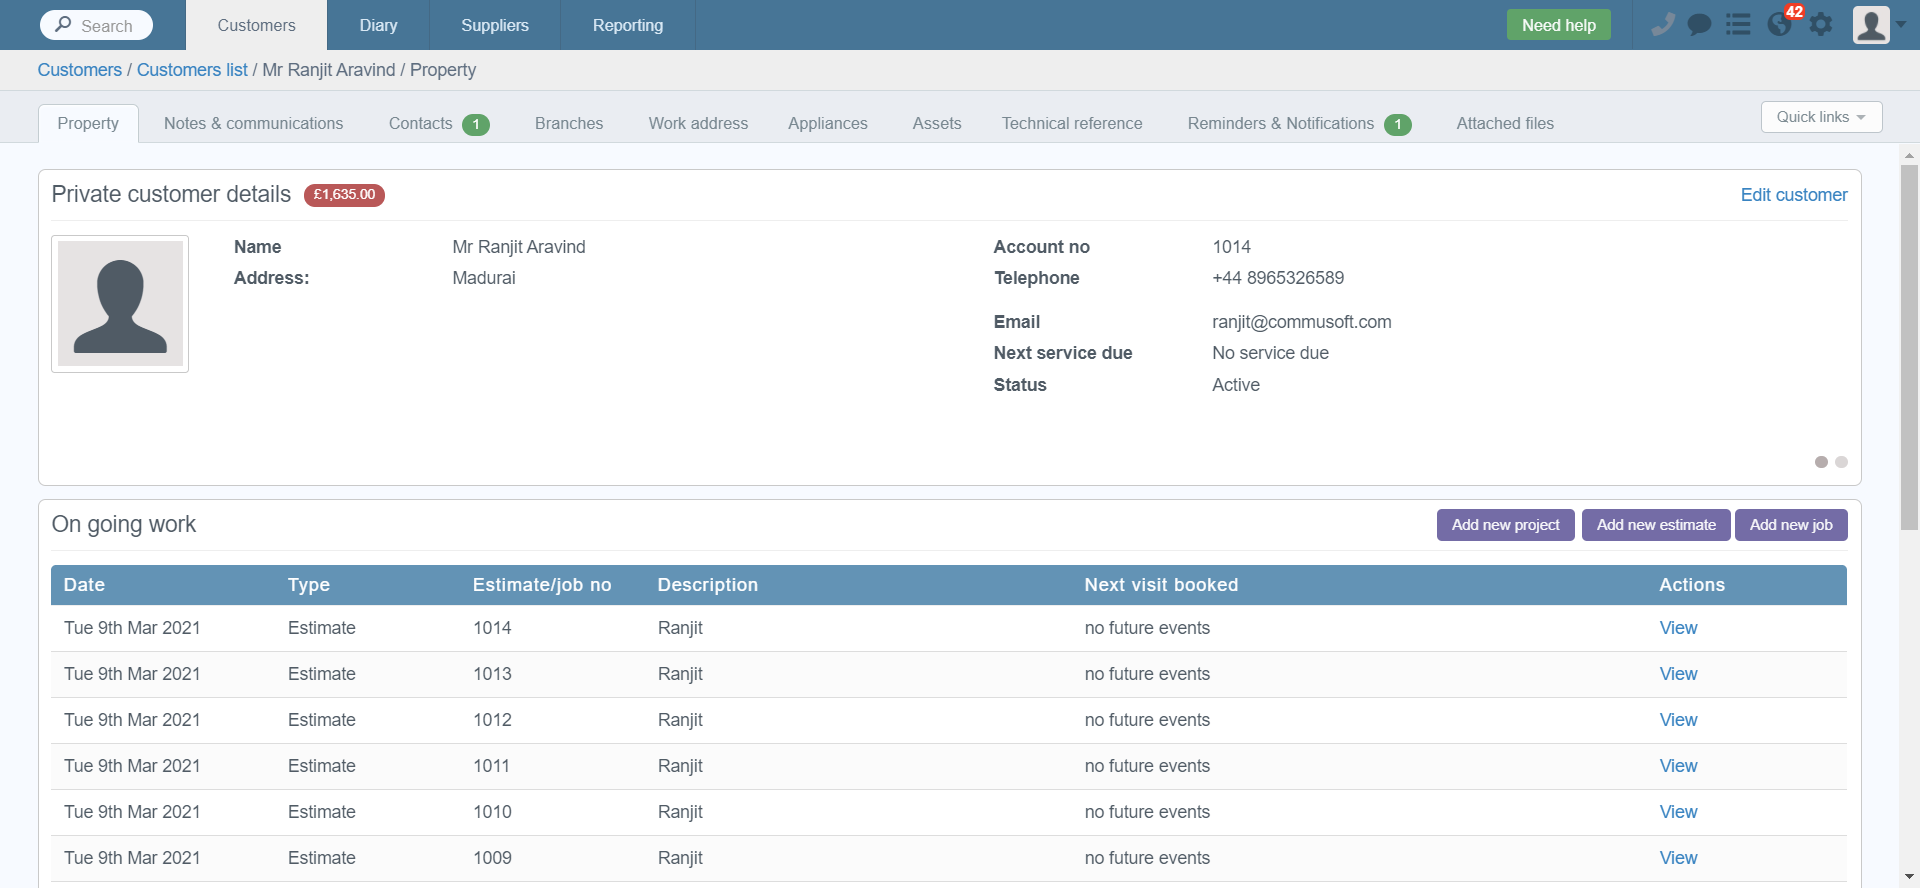 Search Customers Diary Suppliers Reporting Need help 42
Customers / Customers list / Mr Ranjit Aravind / Property
Property Notes & communications Contacts 1 Branches Work address Appliances Assets Technical reference Reminders & Notifications 1 Attached files Quick links
Private customer details £1,635.00 Edit customer
Name Mr Ranjit Aravind Account no 1014
Address: Madurai Telephone +44 8965326589
Email ranjit@commusoft.com
Next service due No service due
Status Active
On going work Add new project Add new estimate Add new job
Date Type Estimate/job no Description Next visit booked Actions
Tue 9th Mar 2021 Estimate 1014 Ranjit no future events View
Tue 9th Mar 2021 Estimate 1013 Ranjit no future events View
Tue 9th Mar 2021 Estimate 1012 Ranjit no future events View
Tue 9th Mar 2021 Estimate 1011 Ranjit no future events View
Tue 9th Mar 2021 Estimate 1010 Ranjit no future events View
Tue 9th Mar 2021 Estimate 1009 Ranjit no future events View